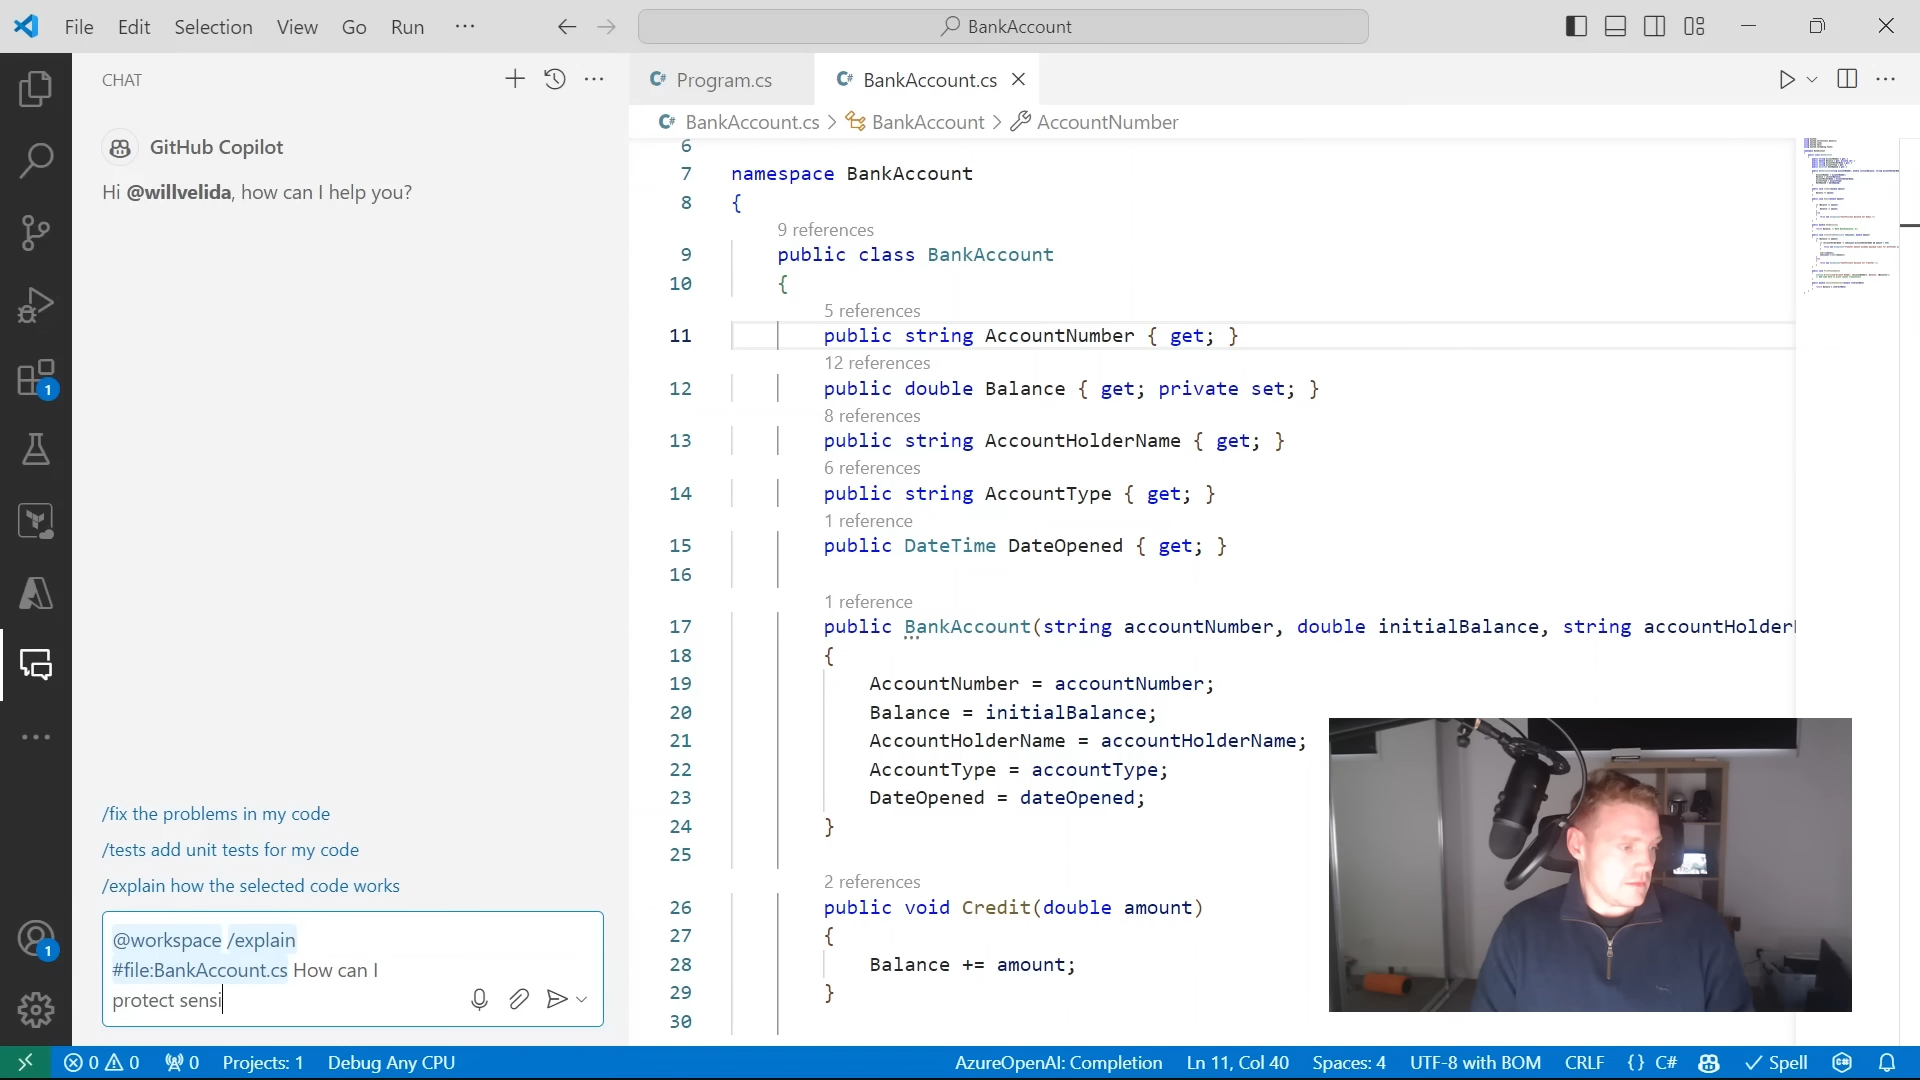 File Edit Selection View Go Run ···
BankAccount
CHAT
GitHub Copilot
Hi @willvelida, how can I help you?
/fix the problems in my code
/tests add unit tests for my code
/explain how the selected code works
@workspace /explain
#file:BankAccount.cs How can I
protect sensi
1
1
Program.cs
BankAccount.cs
BankAccount.cs > BankAccount > AccountNumber
6
7 namespace BankAccount
8 {
9 references
9 public class BankAccount
10 {
5 references
11 public string AccountNumber { get; }
12 references
12 public double Balance { get; private set; }
8 references
13 public string AccountHolderName { get; }
6 references
14 public string AccountType { get; }
1 reference
15 public DateTime DateOpened { get; }
16
1 reference
17 public BankAccount(string accountNumber, double initialBalance, string accountHolder
18 {
19 AccountNumber = accountNumber;
20 Balance = initialBalance;
21 AccountHolderName = accountHolderName;
22 AccountType = accountType;
23 DateOpened = dateOpened;
24 }
25
2 references
26 public void Credit(double amount)
27 {
28 Balance += amount;
29 }
30
0 0 0 Projects: 1 Debug Any CPU AzureOpenAI: Completion Ln 11, Col 40 Spaces: 4 UTF-8 with BOM CRLF {} C# Spell